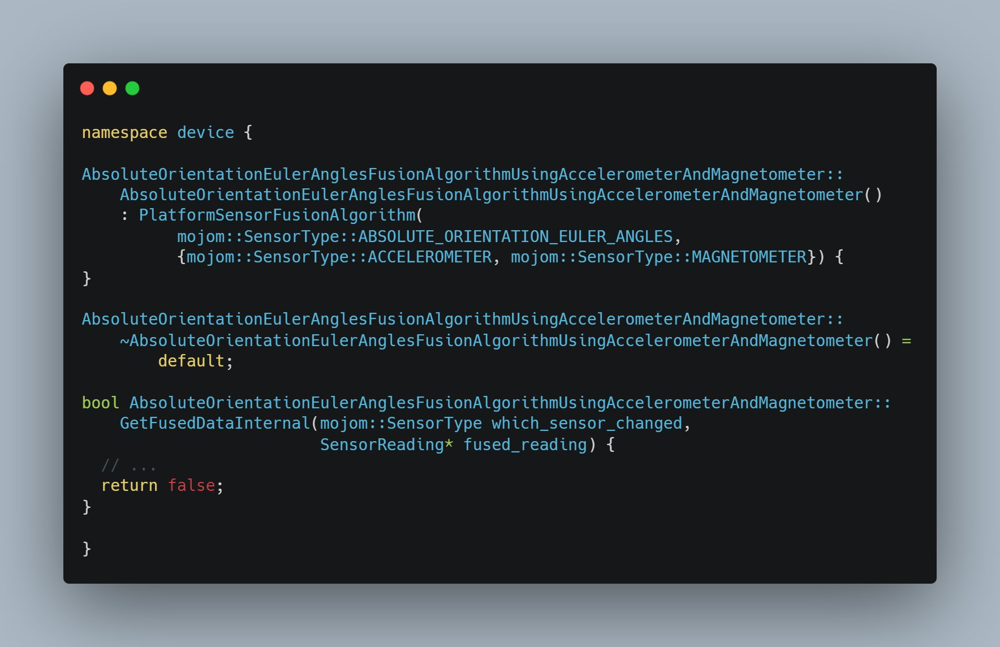 namespace device {

AbsoluteOrientationEulerAnglesFusionAlgorithmUsingAccelerometerAndMagnetometer::
    AbsoluteOrientationEulerAnglesFusionAlgorithmUsingAccelerometerAndMagnetometer()
    : PlatformSensorFusionAlgorithm(
          mojom::SensorType::ABSOLUTE_ORIENTATION_EULER_ANGLES,
          {mojom::SensorType::ACCELEROMETER, mojom::SensorType::MAGNETOMETER}) {
}

AbsoluteOrientationEulerAnglesFusionAlgorithmUsingAccelerometerAndMagnetometer::
    ~AbsoluteOrientationEulerAnglesFusionAlgorithmUsingAccelerometerAndMagnetometer() =
        default;

bool AbsoluteOrientationEulerAnglesFusionAlgorithmUsingAccelerometerAndMagnetometer::
    GetFusedDataInternal(mojom::SensorType which_sensor_changed,
                         SensorReading* fused_reading) {
  // ...
  return false;
}

}